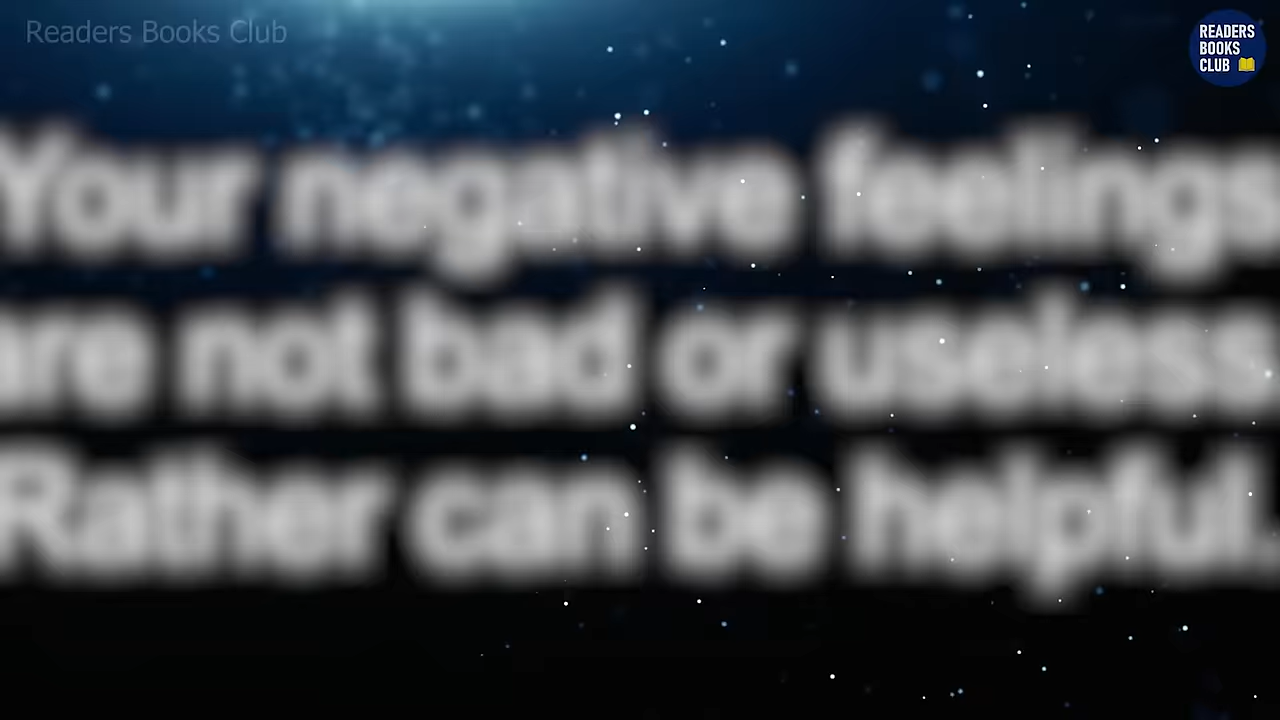 Readers Books Club
READERS
BOOKS
CLUB
Your negative feelings
are not bad or useless
Rather can be helpful.